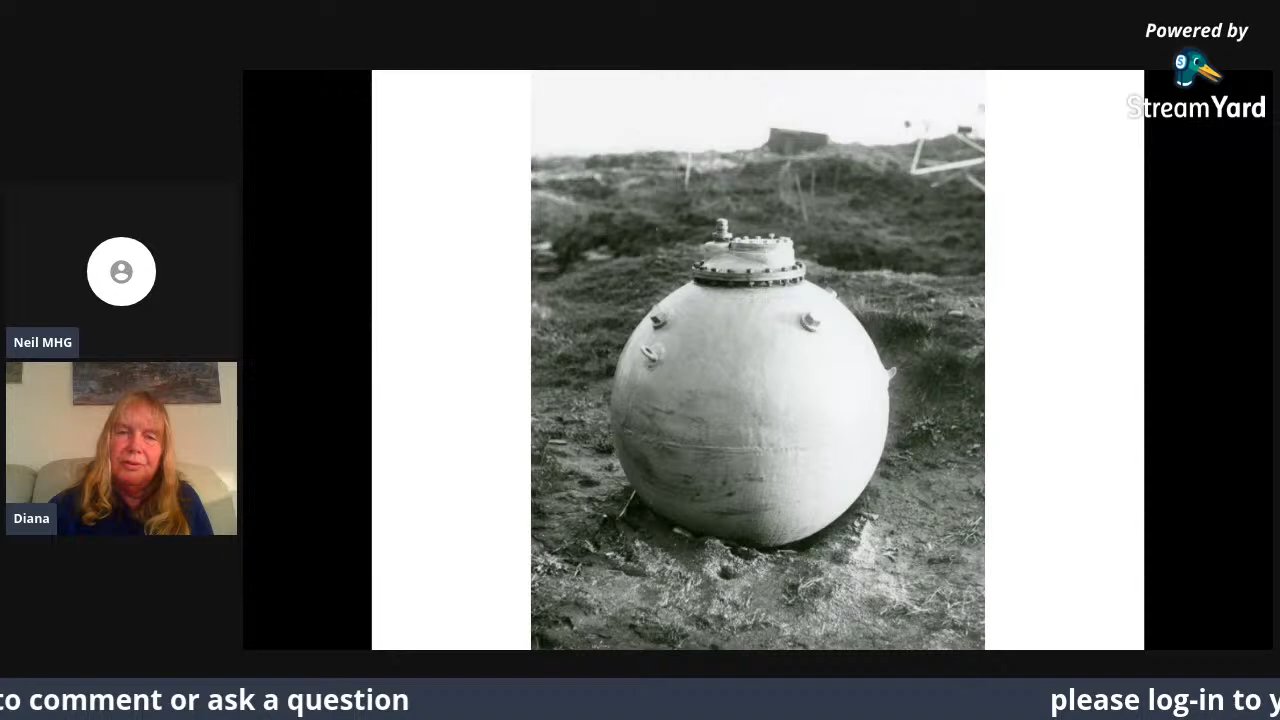 Powered by
StreamYard
Neil MHG
Diana
to comment or ask a question
please log-in to y